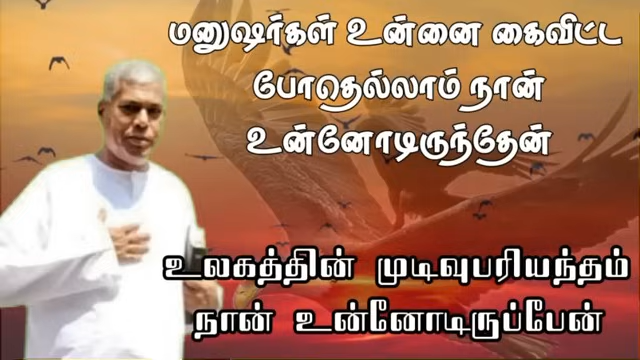 மனுஷர்கள் உன்னை கைவிட்ட
போதெல்லாம் நான்
உன்னோடிருந்தேன்
உலகத்தின் முடிவுபரியந்தம்
நான் உன்னோடிருப்பேன்